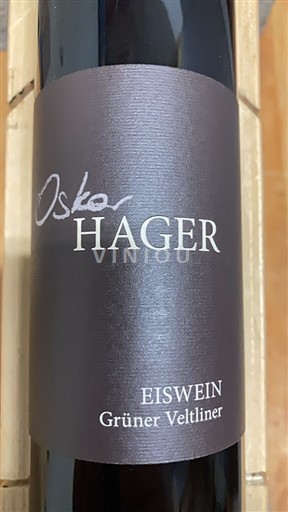 Oskar
HAGER
VINIOU
EISWEIN
Grüner Veltliner